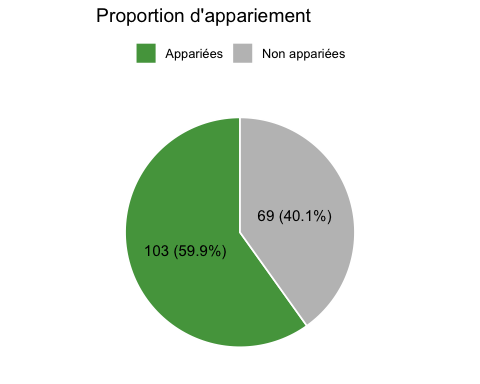 Proportion d'appariement
Appariées Non appariées
69 (40.1%)
103 (59.9%)